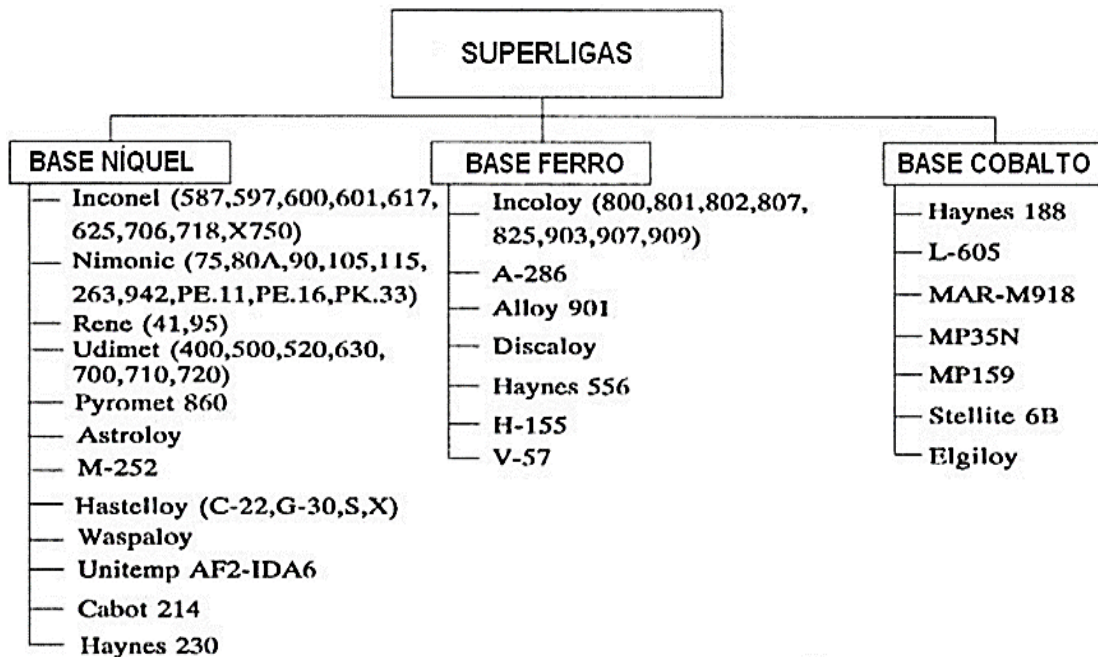 SUPERLIGAS
BASE NÍQUEL
Inconel (587,597,600,601,617,
625,706,718,X750)
Nimonic (75,80A,90,105,115,
263,942,PE.11,PE.16,PK.33)
Rene (41,95)
Udimet (400,500,520,630,
700,710,720)
Pyromet 860
Astroloy
M-252
Hastelloy (C-22,G-30,S,X)
Waspaloy
Unitemp AF2-IDA6
Cabot 214
Haynes 230
BASE FERRO
Incoloy (800,801,802,807,
825,903,907,909)
A-286
Alloy 901
Discaloy
Haynes 556
H-155
V-57
BASE COBALTO
Haynes 188
L-605
MAR-M918
MP35N
MP159
Stellite 6B
Elgiloy